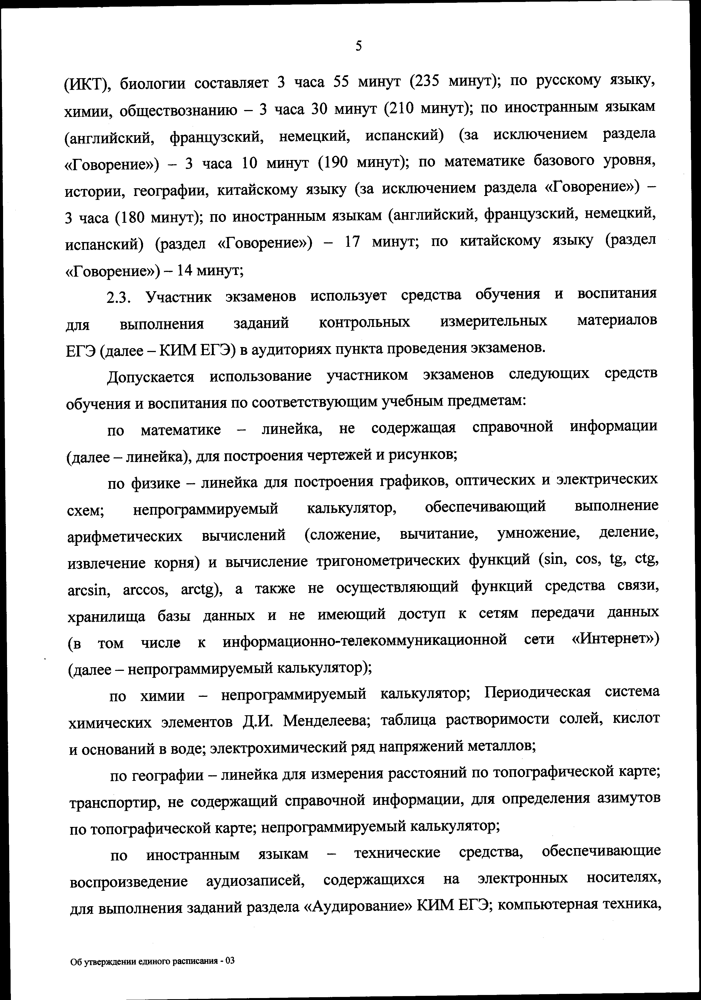 5
(ИКТ), биологии составляет 3 часа 55 минут (235 минут); по русскому языку,
химии, обществознанию – 3 часа 30 минут (210 минут); по иностранным языкам
(английский, французский, немецкий, испанский) (за исключением раздела
«Говорение») – 3 часа 10 минут (190 минут); по математике базового уровня,
истории, географии, китайскому языку (за исключением раздела «Говорение») –
3 часа (180 минут); по иностранным языкам (английский, французский, немецкий,
испанский) (раздел «Говорение») – 17 минут; по китайскому языку (раздел
«Говорение») – 14 минут;
2.3. Участник экзаменов использует средства обучения и воспитания
для выполнения заданий контрольных измерительных материалов
ЕГЭ (далее – КИМ ЕГЭ) в аудиториях пункта проведения экзаменов.
Допускается использование участником экзаменов следующих средств
обучения и воспитания по соответствующим учебным предметам:
по математике – линейка, не содержащая справочной информации
(далее – линейка), для построения чертежей и рисунков;
по физике – линейка для построения графиков, оптических и электрических
схем; непрограммируемый калькулятор, обеспечивающий выполнение
арифметических вычислений (сложение, вычитание, умножение, деление,
извлечение корня) и вычисление тригонометрических функций (sin, cos, tg, ctg,
arcsin, arccos, arctg), а также не осуществляющий функций средства связи,
хранилища базы данных и не имеющий доступ к сетям передачи данных
(в том числе к информационно-телекоммуникационной сети «Интернет»)
(далее – непрограммируемый калькулятор);
по химии – непрограммируемый калькулятор; Периодическая система
химических элементов Д.И. Менделеева; таблица растворимости солей, кислот
и оснований в воде; электрохимический ряд напряжений металлов;
по географии – линейка для измерения расстояний по топографической карте;
транспортир, не содержащий справочной информации, для определения азимутов
по топографической карте; непрограммируемый калькулятор;
по иностранным языкам – технические средства, обеспечивающие
воспроизведение аудиозаписей, содержащихся на электронных носителях,
для выполнения заданий раздела «Аудирование» КИМ ЕГЭ; компьютерная техника,
Об утверждении единого расписания - 03